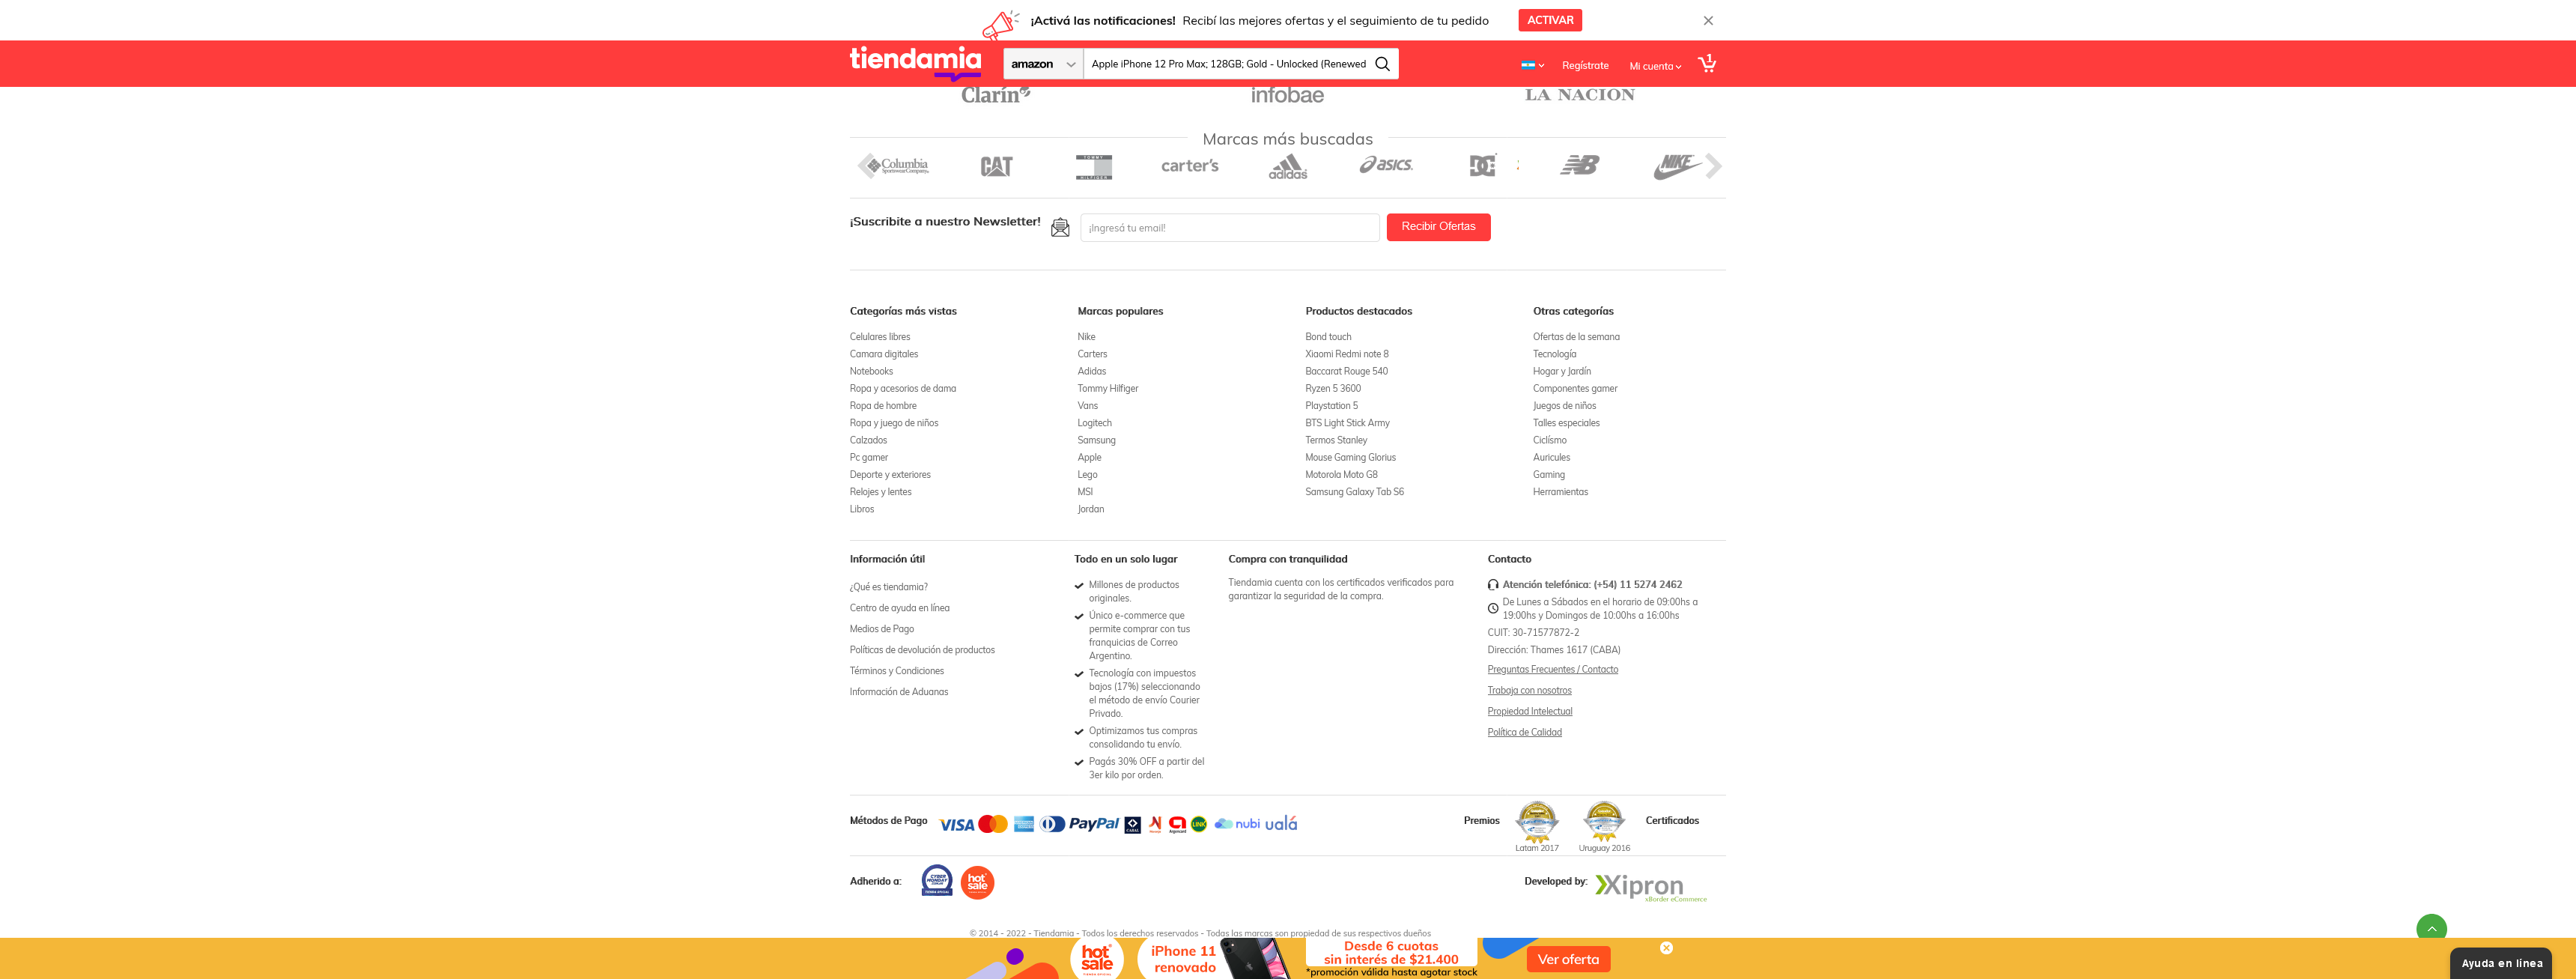 ¡Activá las notificaciones! Recibí las mejores ofertas y el seguimiento de tu pedido ACTIVAR
tiendamia amazon Apple iPhone 12 Pro Max; 128GB; Gold - Unlocked (Renewed Regístrate Mi cuenta 1
Clarín infobae LA NACION
Marcas más buscadas
Columbia Sportswear Company CAT TOMMY HILFIGER carter's adidas asics DC NB NIKE
¡Suscribite a nuestro Newsletter! ¡Ingresá tu email! Recibir Ofertas
Categorías más vistas
Celulares libres
Camara digitales
Notebooks
Ropa y acesorios de dama
Ropa de hombre
Ropa y juego de niños
Calzados
Pc gamer
Deporte y exteriores
Relojes y lentes
Libros
Marcas populares
Nike
Carters
Adidas
Tommy Hilfiger
Vans
Logitech
Samsung
Apple
Lego
MSI
Jordan
Productos destacados
Bond touch
Xiaomi Redmi note 8
Baccarat Rouge 540
Ryzen 5 3600
Playstation 5
BTS Light Stick Army
Termos Stanley
Mouse Gaming Glorius
Motorola Moto G8
Samsung Galaxy Tab S6
Otras categorías
Ofertas de la semana
Tecnología
Hogar y Jardín
Componentes gamer
Juegos de niños
Talles especiales
Ciclísmo
Auricules
Gaming
Herramientas
Información útil
¿Qué es tiendamia?
Centro de ayuda en línea
Medios de Pago
Políticas de devolución de productos
Términos y Condiciones
Información de Aduanas
Todo en un solo lugar
Millones de productos
originales.
Único e-commerce que
permite comprar con tus
franquicias de Correo
Argentino.
Tecnología con impuestos
bajos (17%) seleccionando
el método de envío Courier
Privado.
Optimizamos tus compras
consolidando tu envío.
Pagás 30% OFF a partir del
3er kilo por orden.
Compra con tranquilidad
Tiendamia cuenta con los certificados verificados para
garantizar la seguridad de la compra.
Contacto
Atención telefónica: (+54) 11 5274 2462
De Lunes a Sábados en el horario de 09:00hs a
19:00hs y Domingos de 10:00hs a 16:00hs
CUIT: 30-71577872-2
Dirección: Thames 1617 (CABA)
Preguntas Frecuentes / Contacto
Trabaja con nosotros
Propiedad Intelectual
Política de Calidad
Métodos de Pago VISA PayPal LINK nubi ualá
Premios Certificados
Latam 2017 Uruguay 2016
Adherido a: CYBER MONDAY hot sale
Developed by: Xipron
xBorder eCommerce
© 2014 - 2022 - Tiendamia - Todos los derechos reservados - Todas las marcas son propiedad de sus respectivos dueños
hot sale
iPhone 11
renovado
Desde 6 cuotas
sin interés de $21.400
*promoción válida hasta agotar stock
Ver oferta
Ayuda en línea